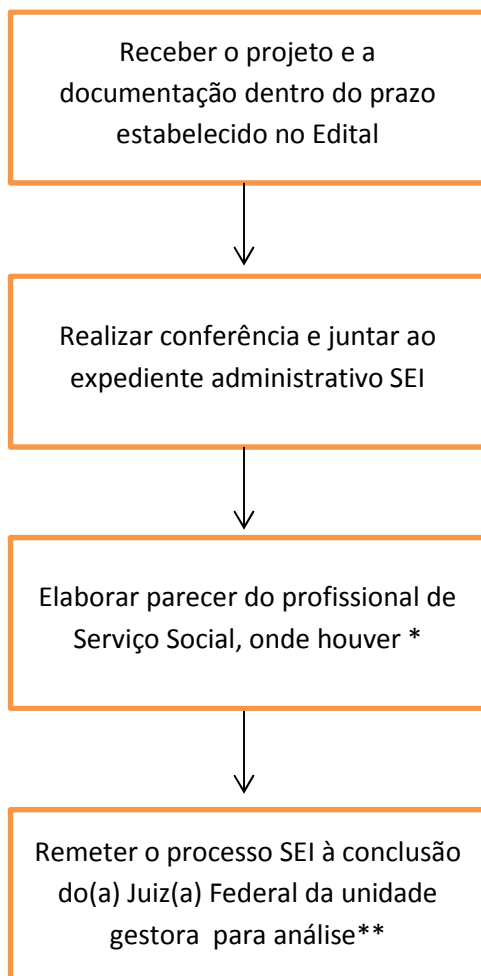 Receber o projeto e a
documentação dentro do prazo
estabelecido no Edital
Realizar conferência e juntar ao
expediente administrativo SEI
Elaborar parecer do profissional de
Serviço Social, onde houver *
Remeter o processo SEI à conclusão
do(a) Juiz(a) Federal da unidade
gestora para análise**